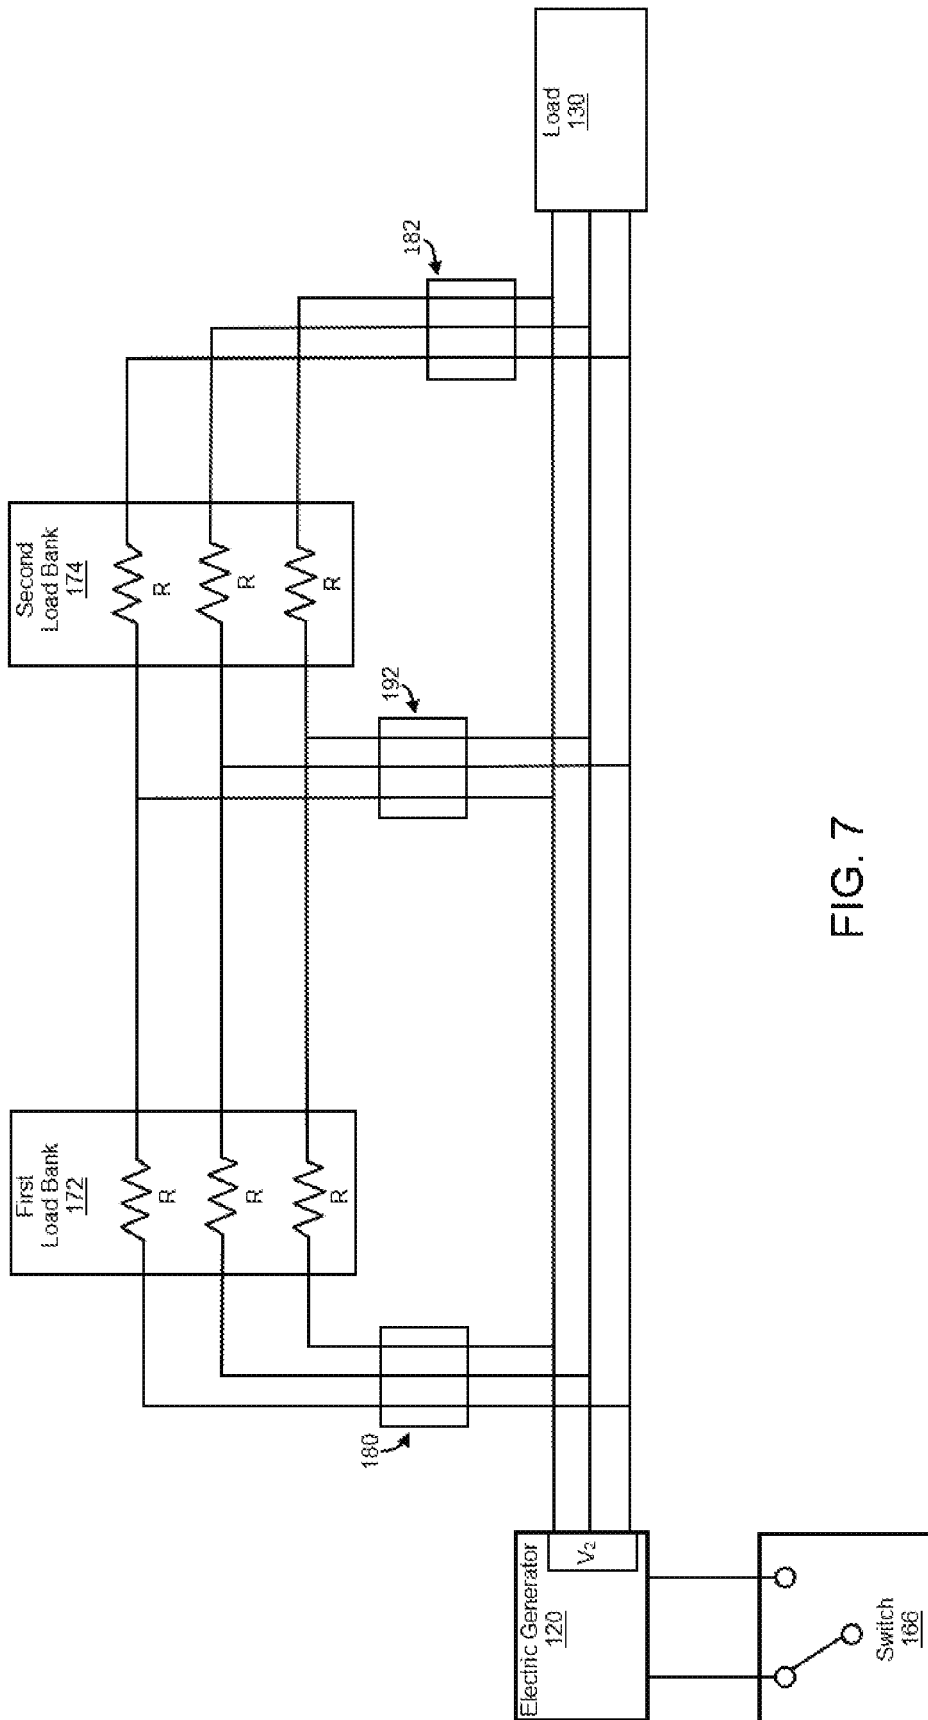 First
Load Bank
172
R
R
R
Second
Load Bank
174
R
R
R
180
192
182
Electric Generator
120
V2
Load
130
Switch
166
FIG. 7